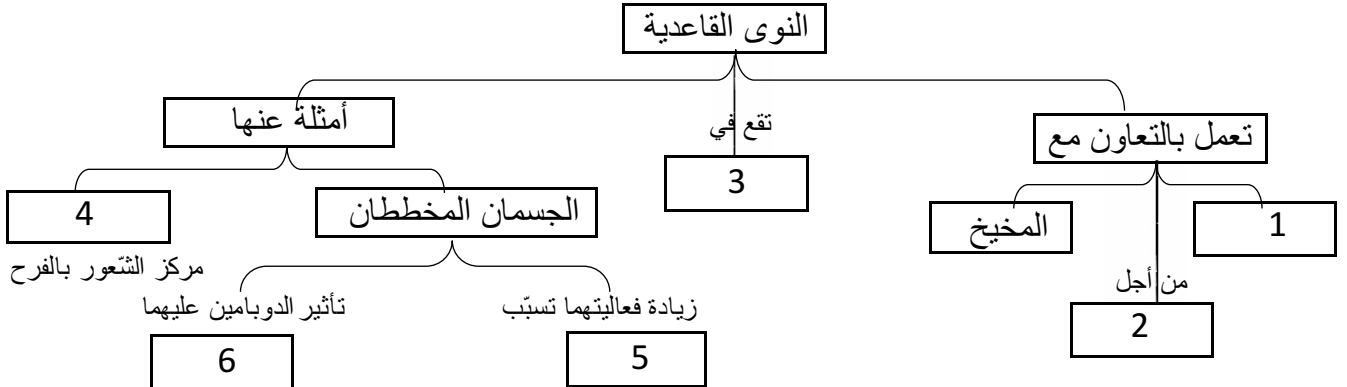 النوى القاعدية
تعمل بالتعاون مع
تقع في
أمثلة عنها
1
المخيخ
من أجل
2
3
الجسمان المخططان
4
مركز الشّعور بالفرح
زيادة فعاليتهما تسبّب
5
تأثير الدوبامين عليهما
6